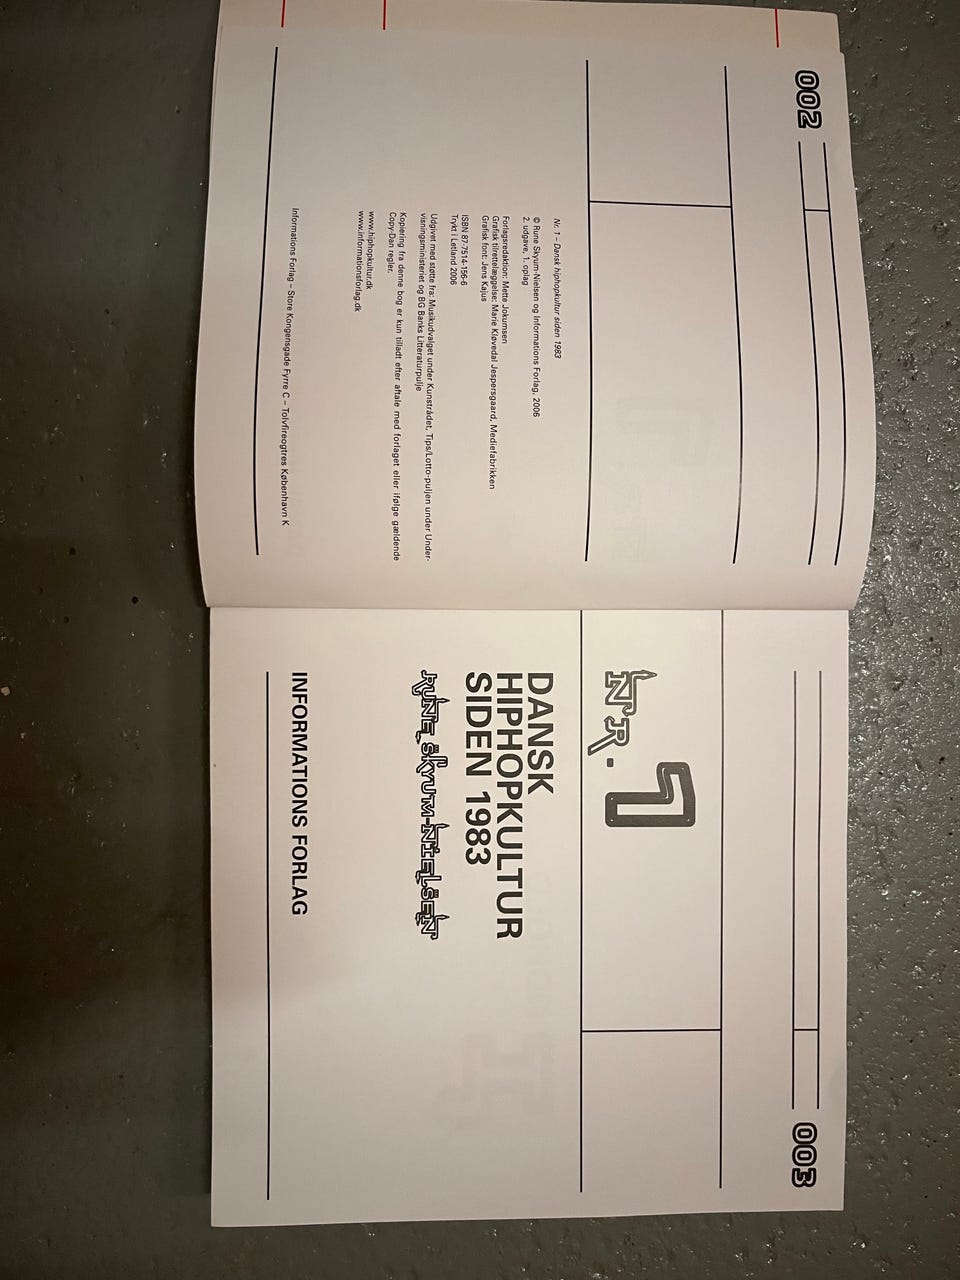 002
Nr. 1 – Dansk hiphopkultur siden 1983
© Rune Skyum-Nielsen og Informations Forlag, 2006
2. udgave, 1. oplag
Forlagsredaktion: Mette Jokumsen
Grafisk tilrettelæggelse: Marie Kløvedal Jespersgaard, Mediefabrikken
Grafisk font: Jens Kajus
ISBN 87-7514-156-6
Trykt i Letland 2006
Udgivet med støtte fra: Musikudvalget under Kunstrådet, Tips/Lotto-puljen under Under-
visningsministeriet og BG Banks Litteraturpulje
Kopiering fra denne bog er kun tilladt efter aftale med forlaget eller ifølge gældende
Copy-Dan regler.
www.hiphopkultur.dk
www.informationsforlag.dk
Informations Forlag – Store Kongensgade Fyrre C – Tolvfireogtres København K
003
NR. 1
DANSK
HIPHOPKULTUR
SIDEN 1983
RUNE SKYUM-NIELSEN
INFORMATIONS FORLAG